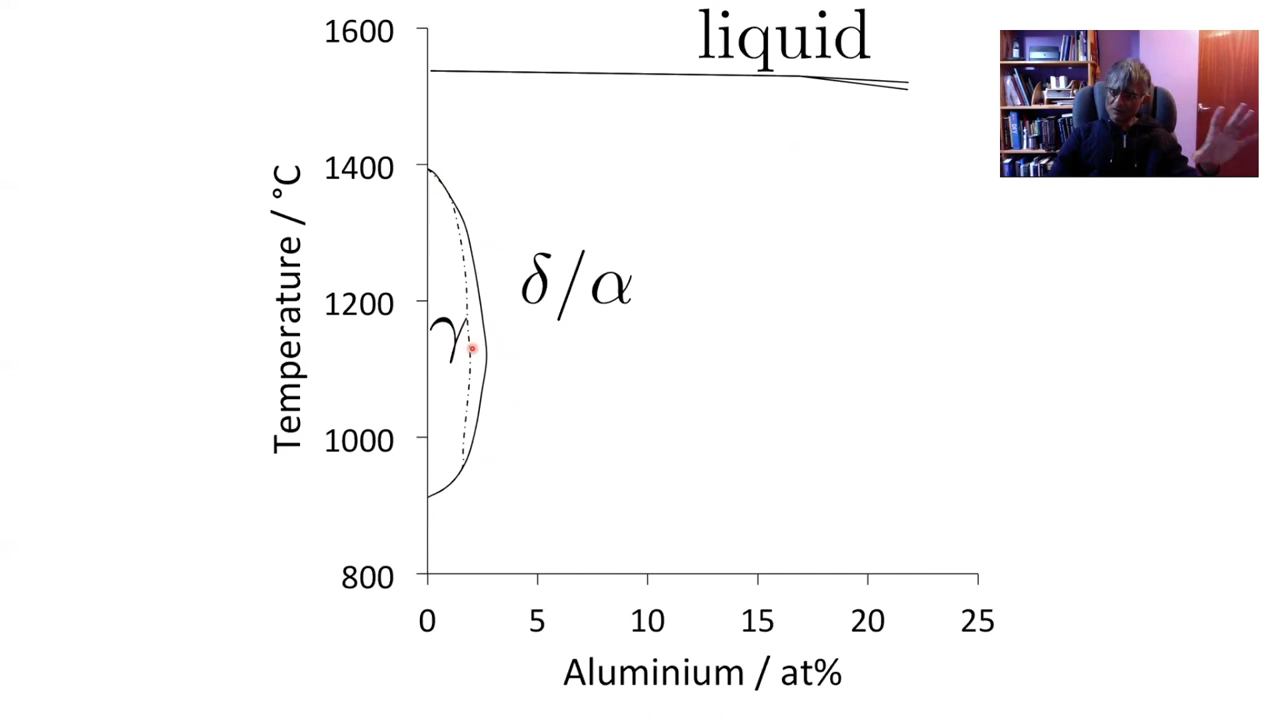 liquid
1600
1400
1200
1000
800
Temperature / °C
δ/α
γ
0 5 10 15 20 25
Aluminium / at%